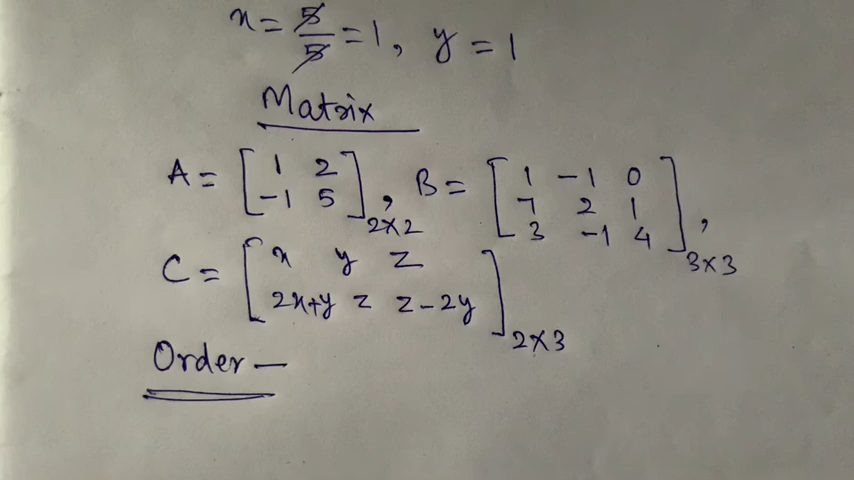 x = 5/5 = 1, y = 1
Matrix
A = [1 2
-1 5]2×2, B = [1 -1 0
7 2 1
3 -1 4]3×3,
C = [x y z
2x+y z z-2y]2×3
Order —